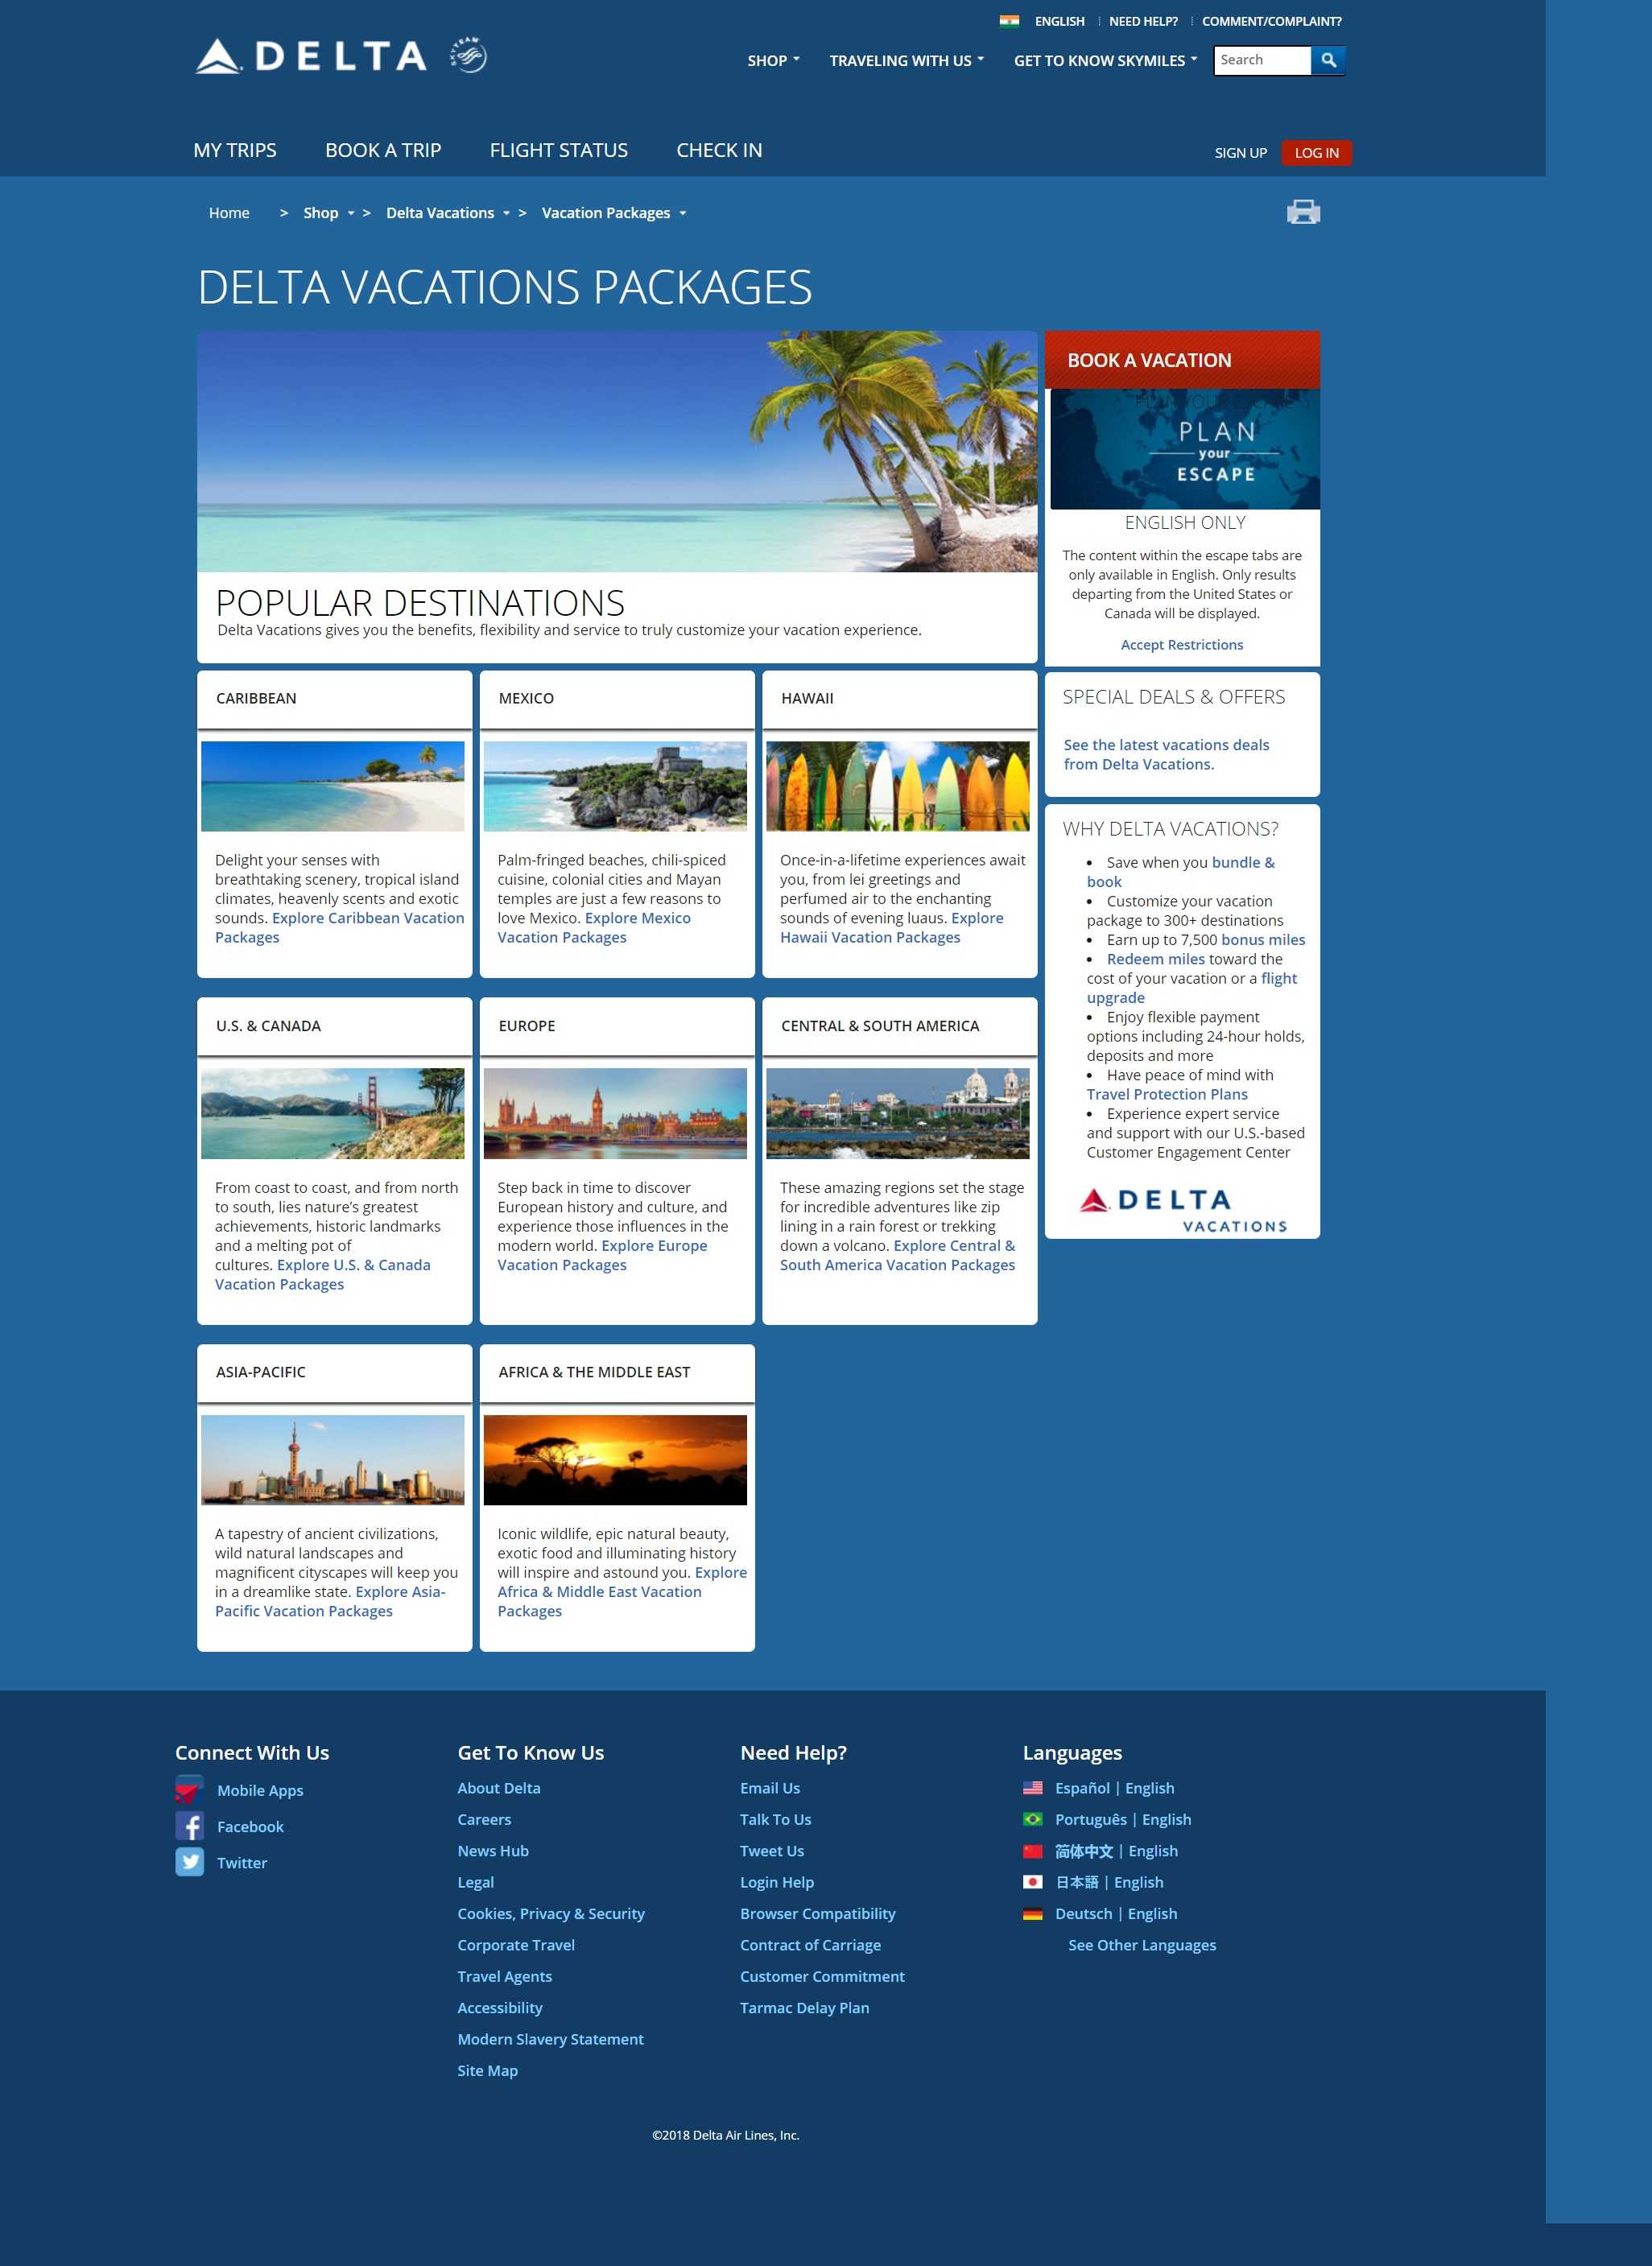 ENGLISH
NEED HELP?
COMMENT/COMPLAINT?
DELTA
SKYTEAM
SHOP
TRAVELING WITH US
GET TO KNOW SKYMILES
Search
MY TRIPS
BOOK A TRIP
FLIGHT STATUS
CHECK IN
SIGN UP
LOG IN
Home > Shop > Delta Vacations > Vacation Packages
DELTA VACATIONS PACKAGES
POPULAR DESTINATIONS
Delta Vacations gives you the benefits, flexibility and service to truly customize your vacation experience.
CARIBBEAN
Delight your senses with
breathtaking scenery, tropical island
climates, heavenly scents and exotic
sounds. Explore Caribbean Vacation
Packages
MEXICO
Palm-fringed beaches, chili-spiced
cuisine, colonial cities and Mayan
temples are just a few reasons to
love Mexico. Explore Mexico
Vacation Packages
HAWAII
Once-in-a-lifetime experiences await
you, from lei greetings and
perfumed air to the enchanting
sounds of evening luaus. Explore
Hawaii Vacation Packages
U.S. & CANADA
From coast to coast, and from north
to south, lies nature’s greatest
achievements, historic landmarks
and a melting pot of
cultures. Explore U.S. & Canada
Vacation Packages
EUROPE
Step back in time to discover
European history and culture, and
experience those influences in the
modern world. Explore Europe
Vacation Packages
CENTRAL & SOUTH AMERICA
These amazing regions set the stage
for incredible adventures like zip
lining in a rain forest or trekking
down a volcano. Explore Central &
South America Vacation Packages
ASIA-PACIFIC
A tapestry of ancient civilizations,
wild natural landscapes and
magnificent cityscapes will keep you
in a dreamlike state. Explore Asia-
Pacific Vacation Packages
AFRICA & THE MIDDLE EAST
Iconic wildlife, epic natural beauty,
exotic food and illuminating history
will inspire and astound you. Explore
Africa & Middle East Vacation
Packages
BOOK A VACATION
PLAN
your
ESCAPE
ENGLISH ONLY
The content within the escape tabs are
only available in English. Only results
departing from the United States or
Canada will be displayed.
Accept Restrictions
SPECIAL DEALS & OFFERS
See the latest vacations deals
from Delta Vacations.
WHY DELTA VACATIONS?
• Save when you bundle &
book
• Customize your vacation
package to 300+ destinations
• Earn up to 7,500 bonus miles
• Redeem miles toward the
cost of your vacation or a flight
upgrade
• Enjoy flexible payment
options including 24-hour holds,
deposits and more
• Have peace of mind with
Travel Protection Plans
• Experience expert service
and support with our U.S.-based
Customer Engagement Center
DELTA
VACATIONS
Connect With Us
Mobile Apps
Facebook
Twitter
Get To Know Us
About Delta
Careers
News Hub
Legal
Cookies, Privacy & Security
Corporate Travel
Travel Agents
Accessibility
Modern Slavery Statement
Site Map
Need Help?
Email Us
Talk To Us
Tweet Us
Login Help
Browser Compatibility
Contract of Carriage
Customer Commitment
Tarmac Delay Plan
Languages
Español | English
Português | English
简体中文 | English
日本語 | English
Deutsch | English
See Other Languages
©2018 Delta Air Lines, Inc.